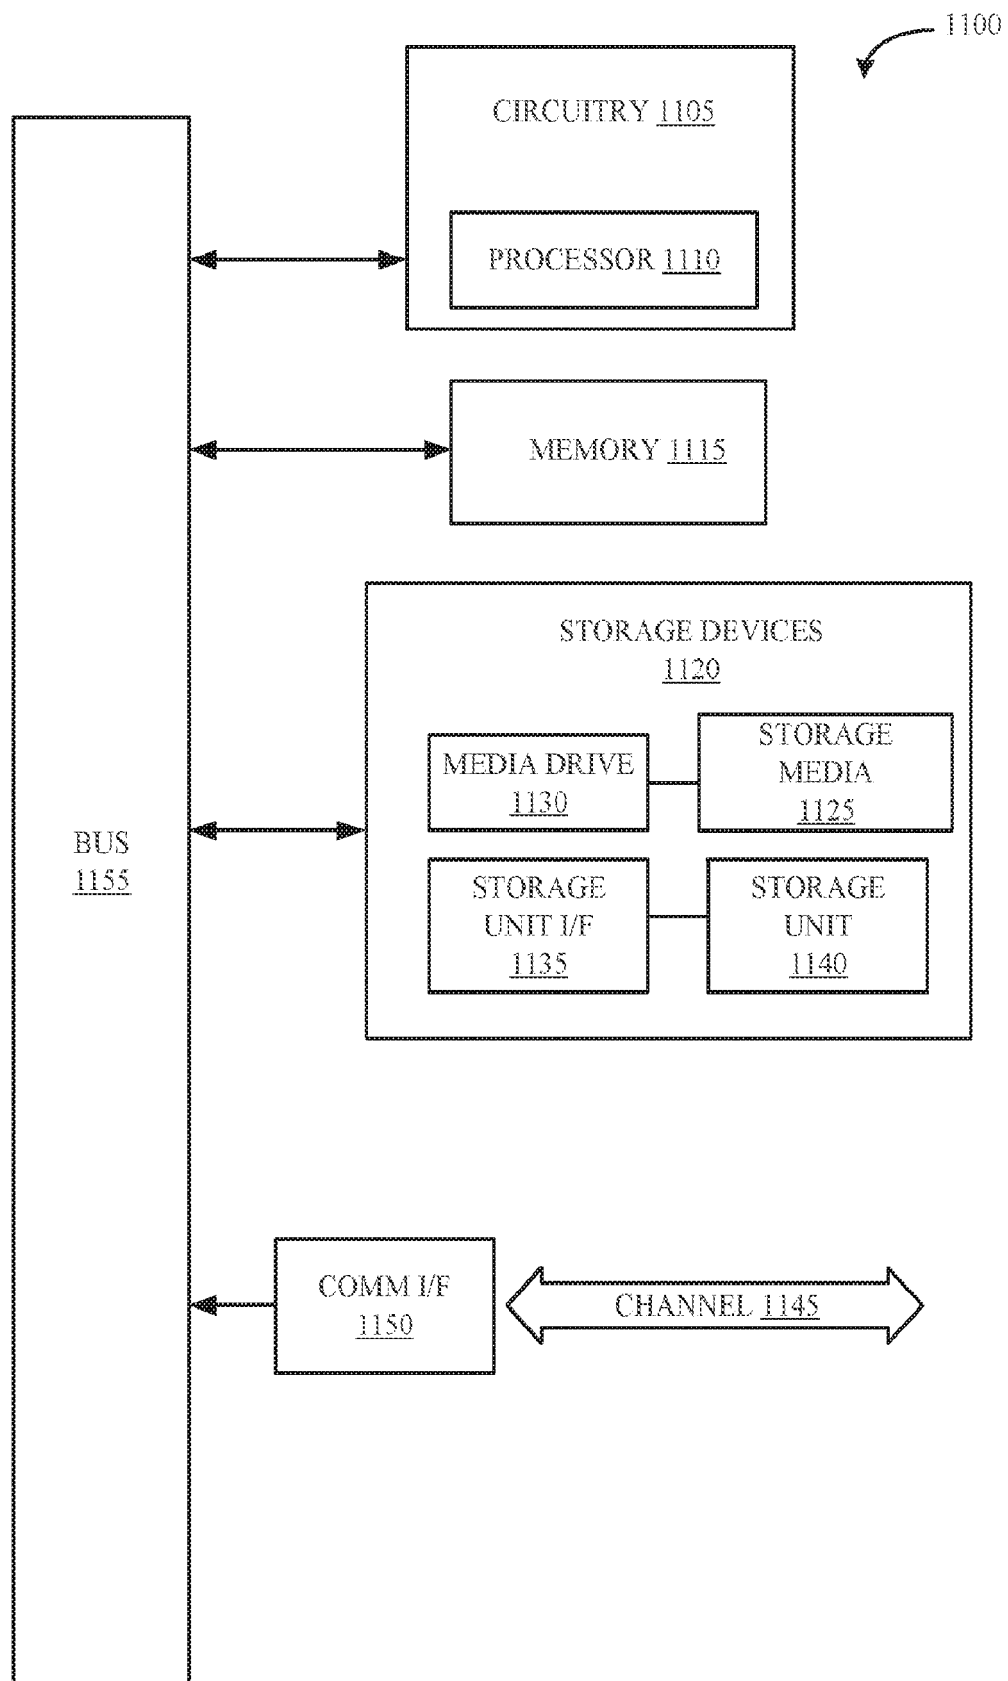 1100
CIRCUITRY 1105
PROCESSOR 1110
MEMORY 1115
STORAGE DEVICES
1120
MEDIA DRIVE
1130
STORAGE
MEDIA
1125
STORAGE
UNIT I/F
1135
STORAGE
UNIT
1140
BUS
1155
COMM I/F
1150
CHANNEL 1145